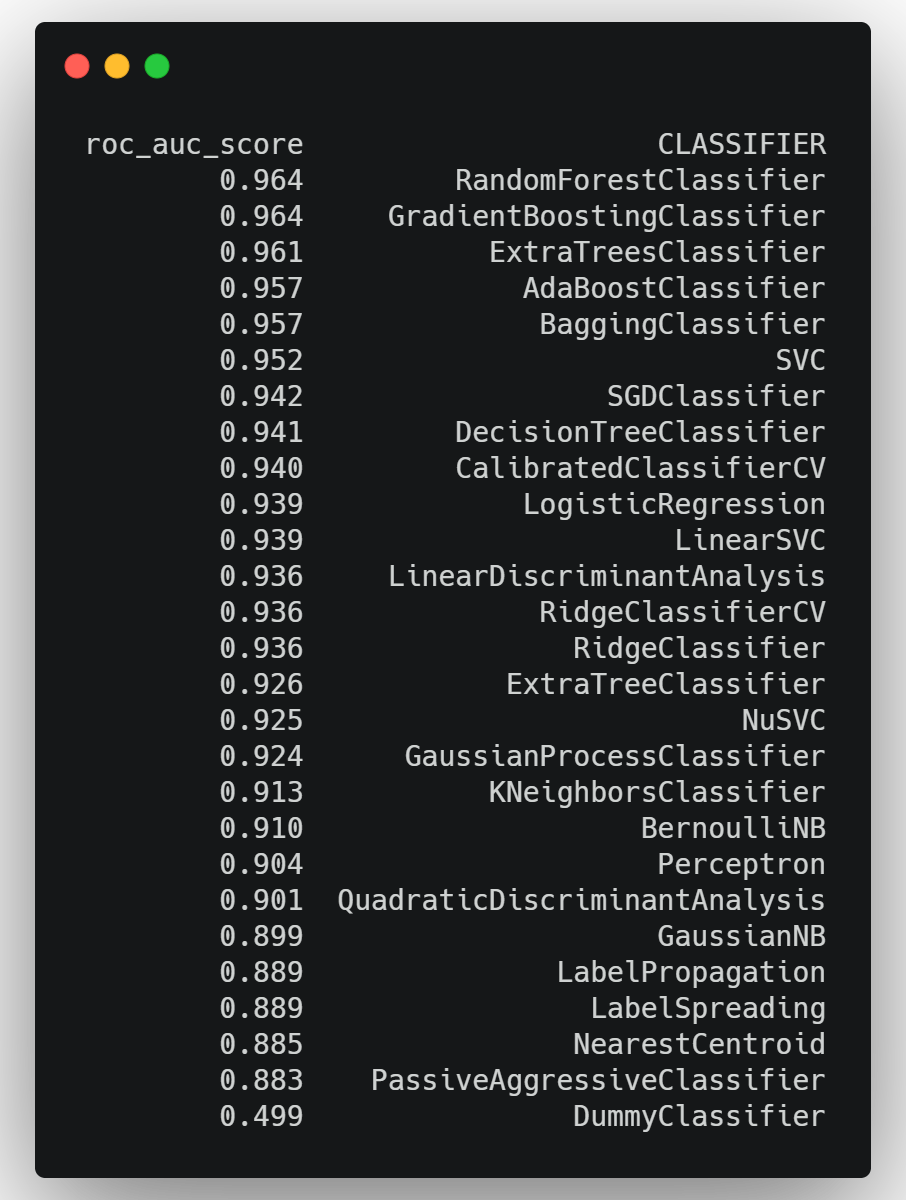 roc_auc_score CLASSIFIER
0.964 RandomForestClassifier
0.964 GradientBoostingClassifier
0.961 ExtraTreesClassifier
0.957 AdaBoostClassifier
0.957 BaggingClassifier
0.952 SVC
0.942 SGDClassifier
0.941 DecisionTreeClassifier
0.940 CalibratedClassifierCV
0.939 LogisticRegression
0.939 LinearSVC
0.936 LinearDiscriminantAnalysis
0.936 RidgeClassifierCV
0.936 RidgeClassifier
0.926 ExtraTreeClassifier
0.925 NuSVC
0.924 GaussianProcessClassifier
0.913 KNeighborsClassifier
0.910 BernoulliNB
0.904 Perceptron
0.901 QuadraticDiscriminantAnalysis
0.899 GaussianNB
0.889 LabelPropagation
0.889 LabelSpreading
0.885 NearestCentroid
0.883 PassiveAggressiveClassifier
0.499 DummyClassifier